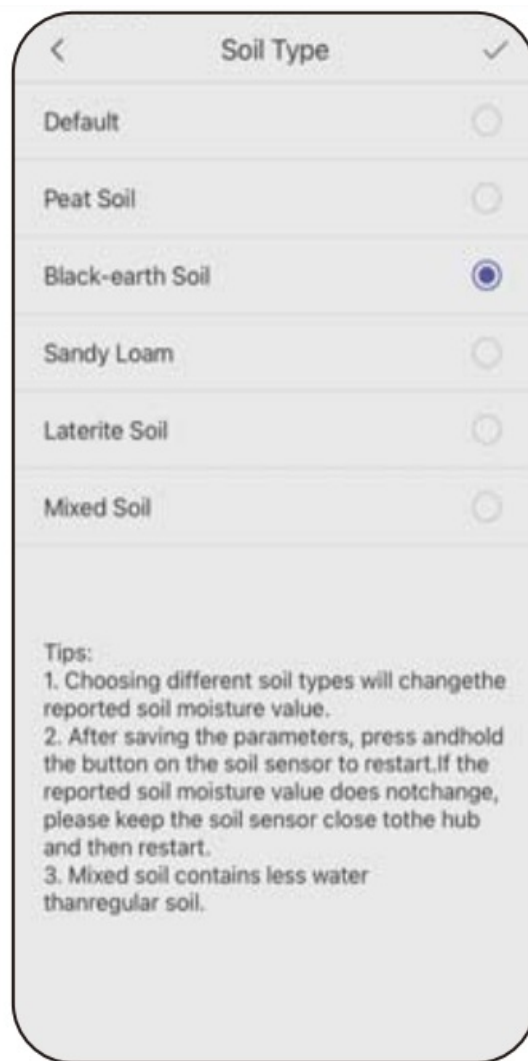 Soil Type
Default
Peat Soil
Black-earth Soil
Sandy Loam
Laterite Soil
Mixed Soil
Tips:
1. Choosing different soil types will changethe
reported soil moisture value.
2. After saving the parameters, press andhold
the button on the soil sensor to restart.If the
reported soil moisture value does notchange,
please keep the soil sensor close tothe hub
and then restart.
3. Mixed soil contains less water
thanregular soil.